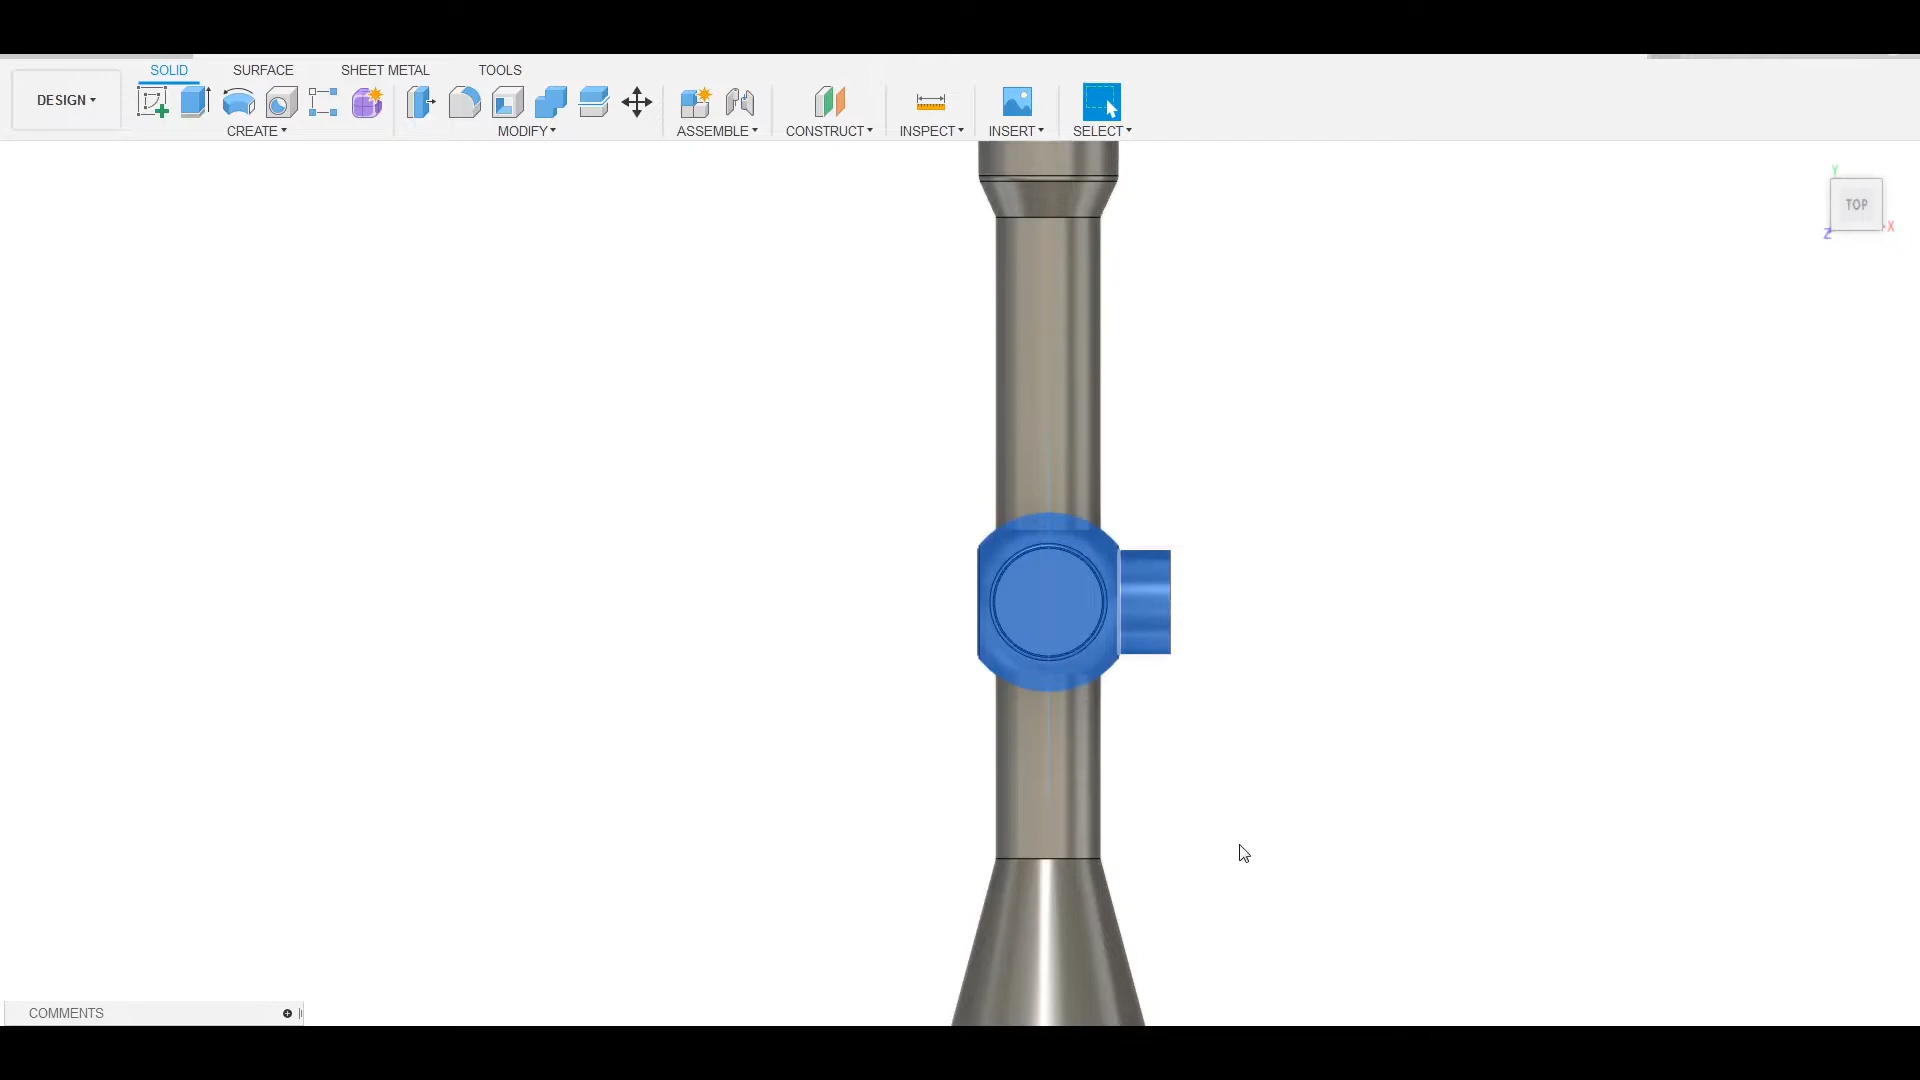 SOLID SURFACE SHEET METAL TOOLS
DESIGN
CREATE MODIFY ASSEMBLE CONSTRUCT INSPECT INSERT SELECT
Y
TOP
X
Z
COMMENTS